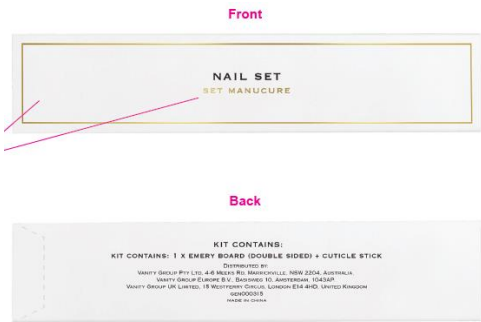 Front
NAIL SET
SET MANUCURE
Back
KIT CONTAINS:
KIT CONTAINS: 1 X EMERY BOARD (DOUBLE SIDED) + CUTICLE STICK
DISTRIBUTED BY:
VANITY GROUP PTY LTD, 4-6 MEEKS RD, MARRICKVILLE, NSW 2204, AUSTRALIA
VANITY GROUP EUROPE B.V., BASISWEG 10, AMSTERDAM, 1043AP
VANITY GROUP UK LIMITED, 15 WESTFERRY CIRCUS, LONDON E14 4HD, UNITED KINGDOM
GEN000315
MADE IN CHINA